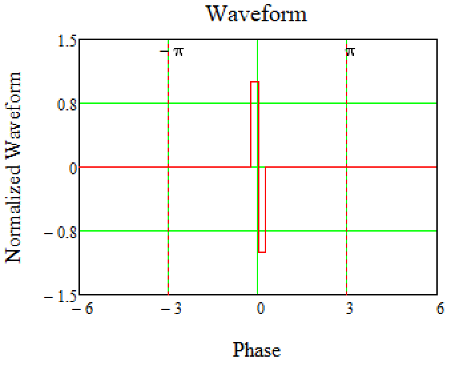 Waveform
Normalized Waveform
1.5
0.8
0
− 0.8
− 1.5
− π
π
− 6
− 3
0
3
6
Phase